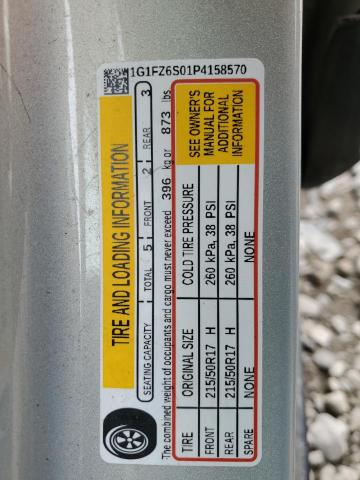 1G1FZ6S01P4158570
TIRE AND LOADING INFORMATION
SEATING CAPACITY | TOTAL 5 | FRONT 2 | REAR 3
The combined weight of occupants and cargo must never exceed 396 kg or 873 lbs
TIRE ORIGINAL SIZE COLD TIRE PRESSURE
FRONT 215/50R17 H 260 kPa, 38 PSI
REAR 215/50R17 H 260 kPa, 38 PSI
SPARE NONE NONE
SEE OWNER'S
MANUAL FOR
ADDITIONAL
INFORMATION